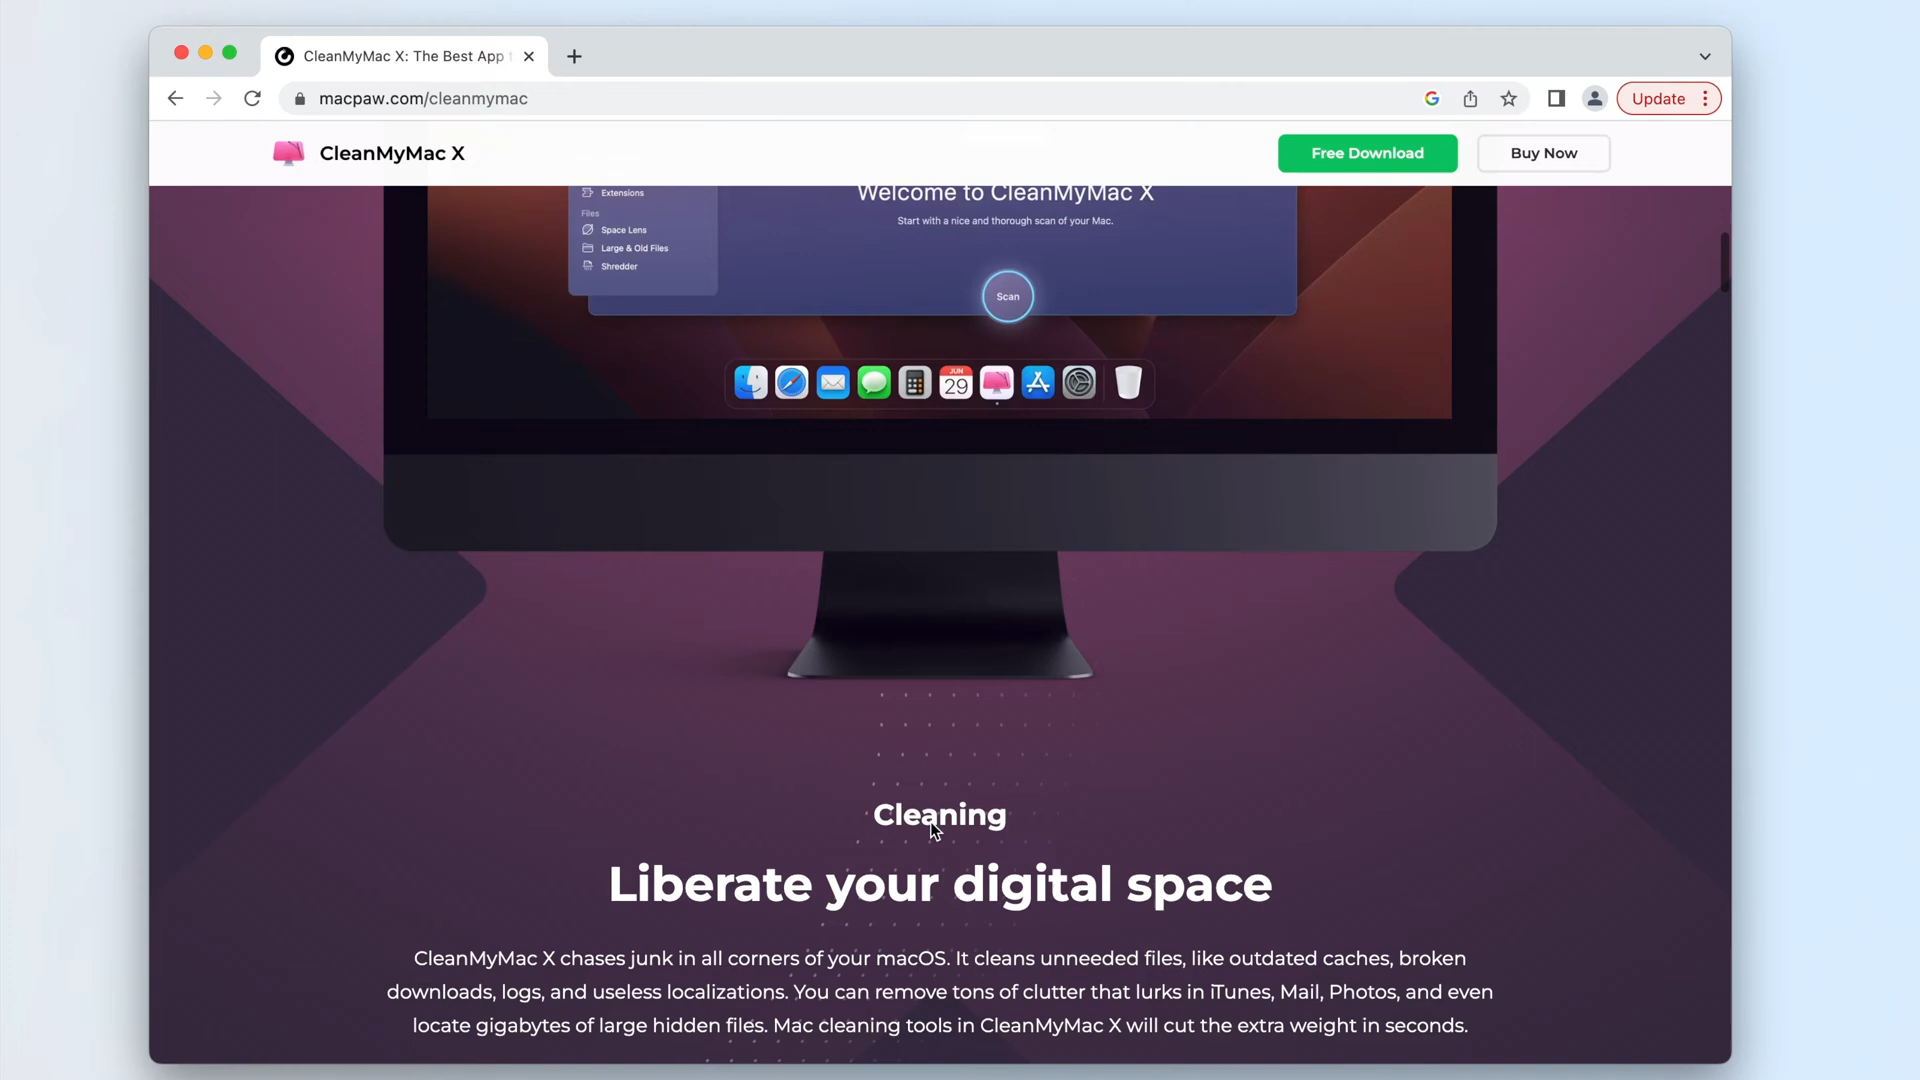 CleanMyMac X: The Best App
macpaw.com/cleanmymac
Update
CleanMyMac X
Free Download
Buy Now
Extensions
Files
Space Lens
Large & Old Files
Shredder
Welcome to CleanMyMac X
Start with a nice and thorough scan of your Mac.
Scan
JUN
29
Cleaning
Liberate your digital space
CleanMyMac X chases junk in all corners of your macOS. It cleans unneeded files, like outdated caches, broken
downloads, logs, and useless localizations. You can remove tons of clutter that lurks in iTunes, Mail, Photos, and even
locate gigabytes of large hidden files. Mac cleaning tools in CleanMyMac X will cut the extra weight in seconds.